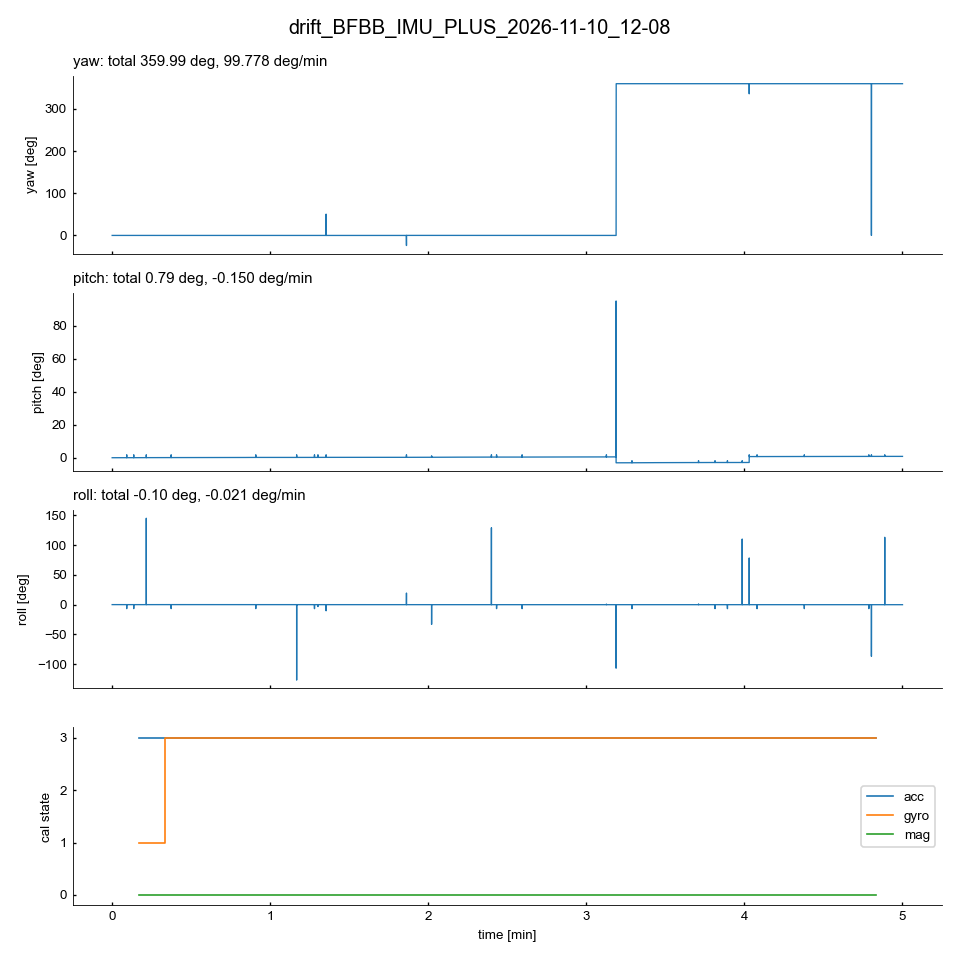 drift_BFBB_IMU_PLUS_2026-11-10_12-08
yaw: total 359.99 deg, 99.778 deg/min
300
200
100
0
yaw [deg]
pitch: total 0.79 deg, -0.150 deg/min
80
60
40
20
0
pitch [deg]
roll: total -0.10 deg, -0.021 deg/min
150
100
50
0
−50
−100
roll [deg]
3
2
1
0
cal state
acc
gyro
mag
0 1 2 3 4 5
time [min]